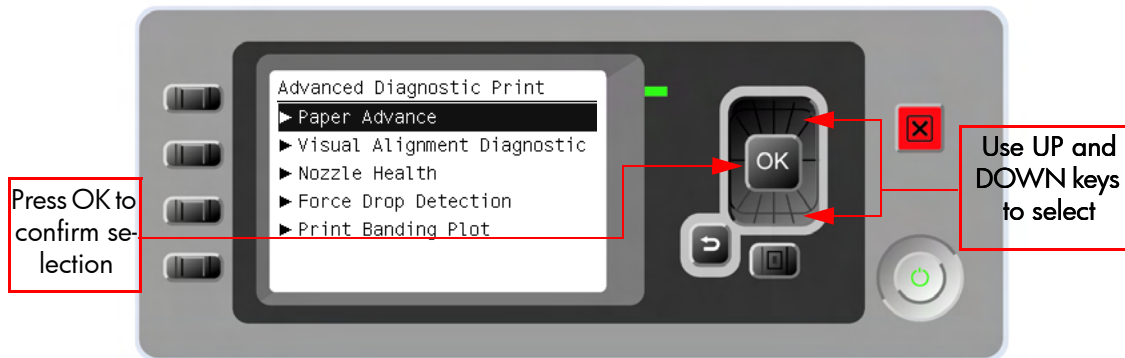 Advanced Diagnostic Print
Paper Advance
Visual Alignment Diagnostic
Nozzle Health
Force Drop Detection
Print Banding Plot
OK
Press OK to
confirm se-
lection
Use UP and
DOWN keys
to select